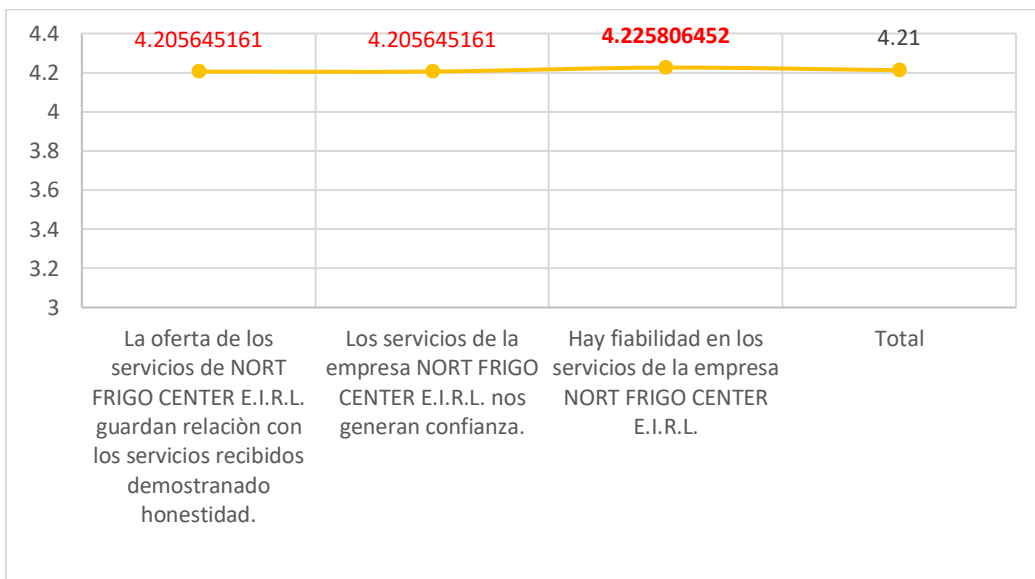 4.4
4.2
4
3.8
3.6
3.4
3.2
3
4.205645161
4.205645161
4.225806452
4.21
La oferta de los
servicios de NORT
FRIGO CENTER E.I.R.L.
guardan relaciòn con
los servicios recibidos
demostranado
honestidad.
Los servicios de la
empresa NORT FRIGO
CENTER E.I.R.L. nos
generan confianza.
Hay fiabilidad en los
servicios de la empresa
NORT FRIGO CENTER
E.I.R.L.
Total